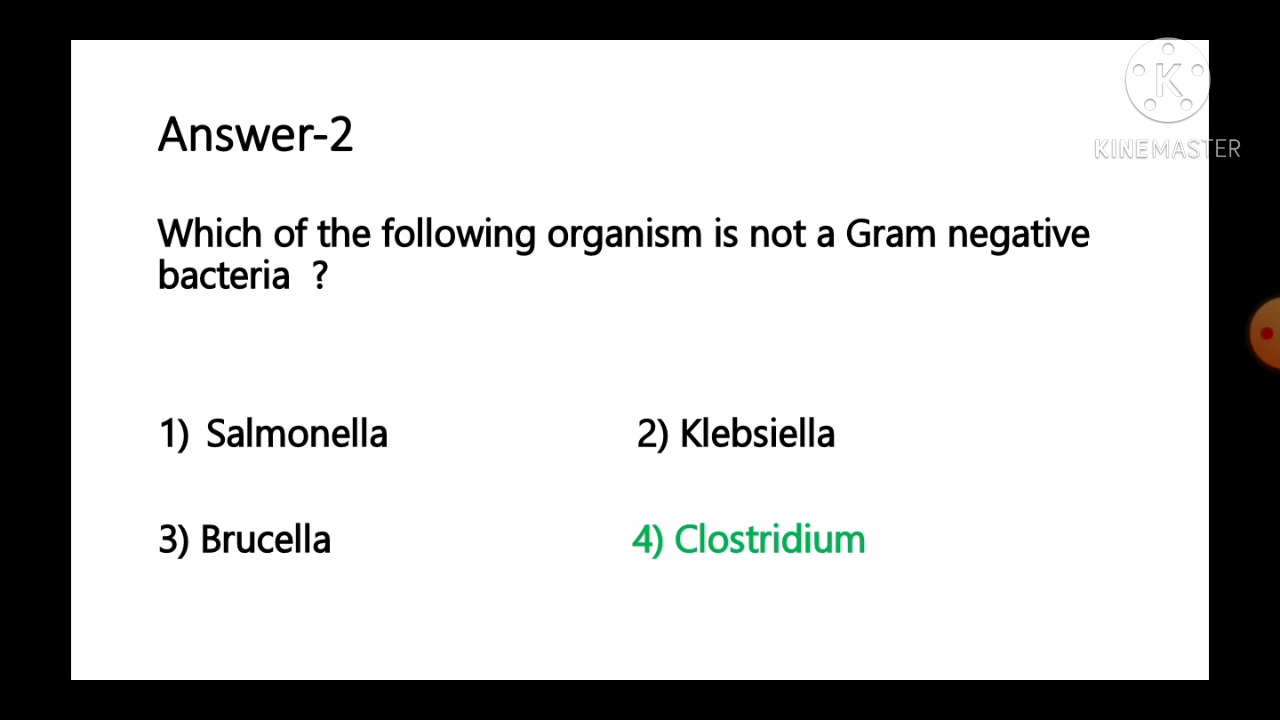 K
KINEMASTER
Answer-2
Which of the following organism is not a Gram negative
bacteria ?
1) Salmonella 2) Klebsiella
3) Brucella 4) Clostridium